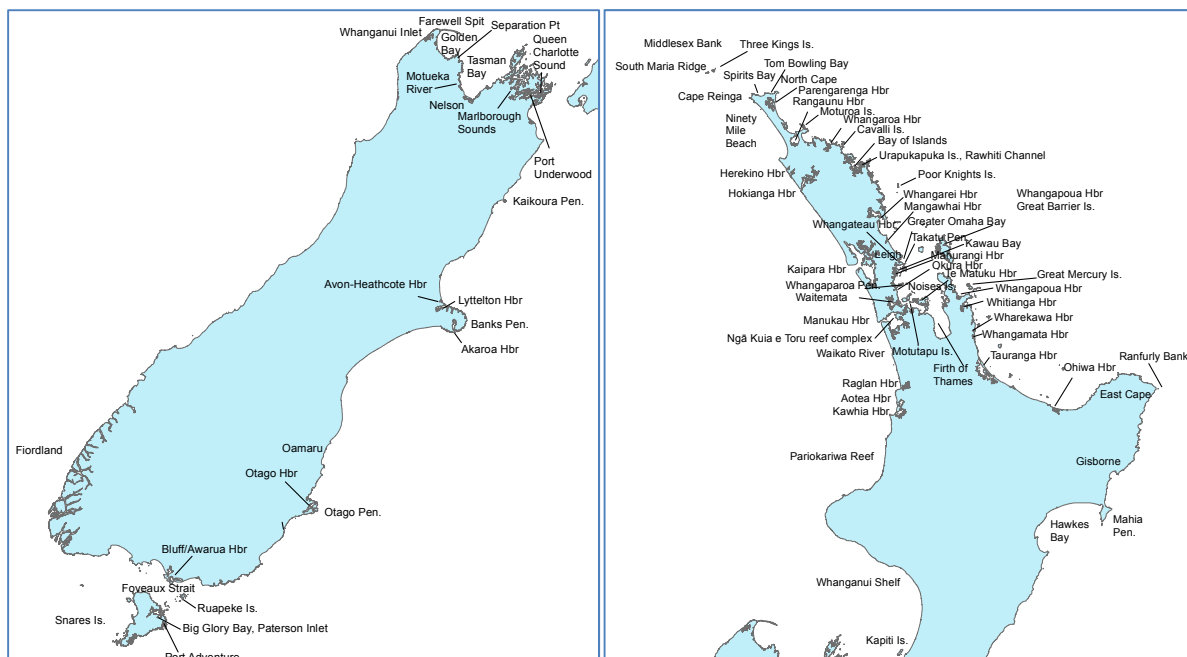 Farewell Spit
Separation Pt
Whanganui Inlet
Golden
Bay
Queen
Charlotte
Sound
Tasman
Bay
Motueka
River
Nelson
Marlborough
Sounds
Port
Underwood
Kaikoura Pen.
Avon-Heathcote Hbr
Lyttelton Hbr
Banks Pen.
Akaroa Hbr
Fiordland
Oamaru
Otago Hbr
Otago Pen.
Bluff/Awarua Hbr
Foveaux Strait
Ruapeke Is.
Snares Is.
Big Glory Bay, Paterson Inlet
Port Adventure
Middlesex Bank
Three Kings Is.
South Maria Ridge
Tom Bowling Bay
Spirits Bay
North Cape
Cape Reinga
Parengarenga Hbr
Rangaunu Hbr
Moturoa Is.
Ninety
Mile
Beach
Whangaroa Hbr
Cavalli Is.
Bay of Islands
Urapukapuka Is., Rawhiti Channel
Herekino Hbr
Poor Knights Is.
Hokianga Hbr
Whangarei Hbr
Whangapoua Hbr
Great Barrier Is.
Mangawhai Hbr
Whangateau Hbr
Greater Omaha Bay
Takatu Pen.
Kawau Bay
Leigh
Mahurangi Hbr
Okura Hbr
Kaipara Hbr
Te Matuku Hbr
Great Mercury Is.
Whangaparoa Pen.
Noises Is.
Whangapoua Hbr
Waitemata
Whitianga Hbr
Manukau Hbr
Wharekawa Hbr
Ngā Kuia e Toru reef complex
Whangamata Hbr
Waikato River
Motutapu Is.
Tauranga Hbr
Firth of
Thames
Ohiwa Hbr
Ranfurly Bank
Raglan Hbr
East Cape
Aotea Hbr
Kawhia Hbr
Pariokariwa Reef
Gisborne
Hawkes
Bay
Mahia
Pen.
Whanganui Shelf
Kapiti Is.